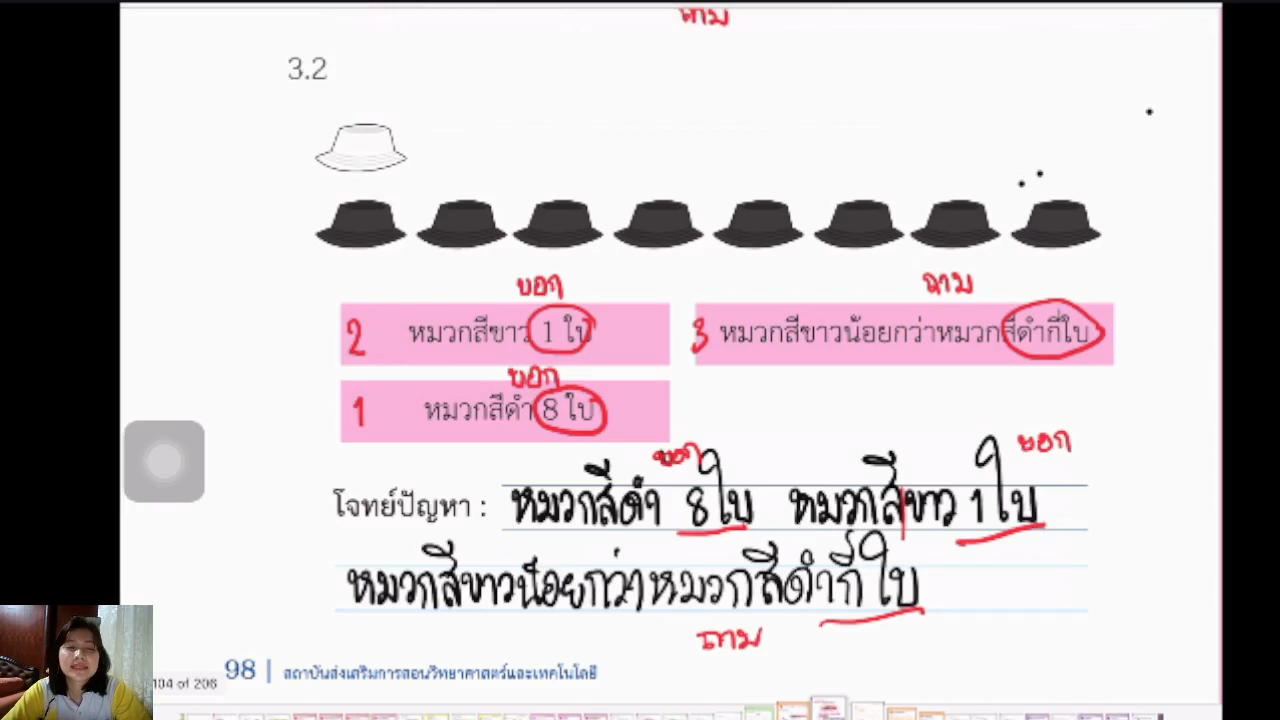 ถาม
3.2
บอก ถาม
2 หมวกสีขาว 1 ใบ 3 หมวกสีขาวน้อยกว่าหมวกสีดำกี่ใบ
บอก
1 หมวกสีดำ 8 ใบ
บอก บอก
โจทย์ปัญหา : หมวกสีดำ 8 ใบ หมวกสีขาว 1 ใบ
หมวกสีขาวน้อยกว่าหมวกสีดำกี่ใบ
ถาม
98 | สถาบันส่งเสริมการสอนวิทยาศาสตร์และเทคโนโลยี
104 of 206